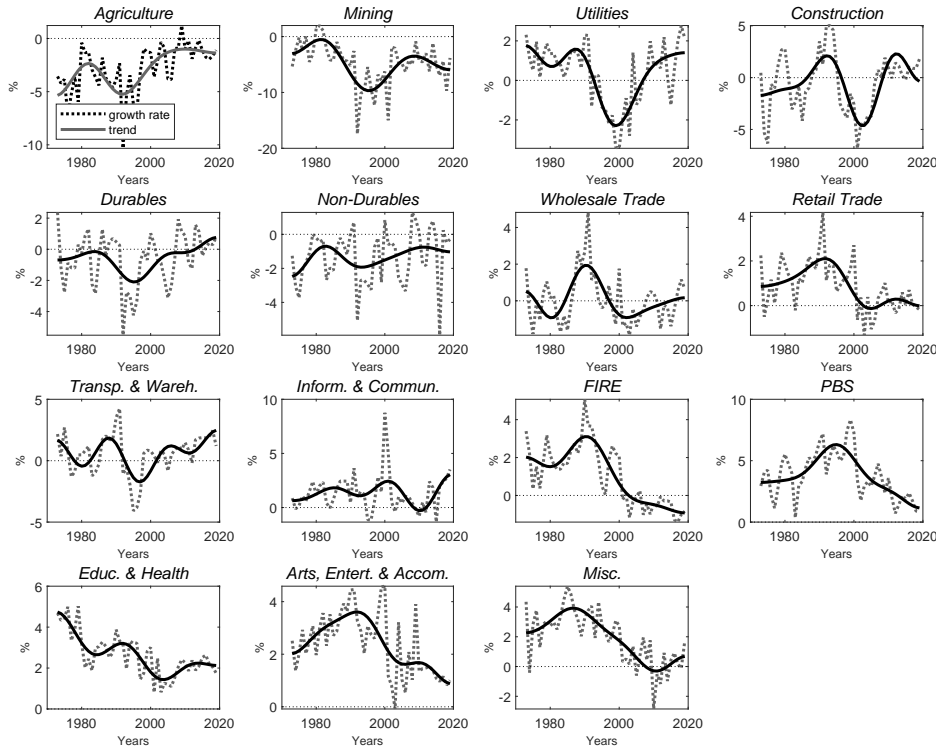 Agriculture
0
-5
-10
%
growth rate
trend
1980 2000 2020
Years
Mining
0
-10
-20
%
1980 2000 2020
Years
Utilities
2
0
-2
%
1980 2000 2020
Years
Construction
5
0
-5
%
1980 2000 2020
Years
Durables
2
0
-2
-4
%
1980 2000 2020
Years
Non-Durables
0
-2
-4
%
1980 2000 2020
Years
Wholesale Trade
4
2
0
%
1980 2000 2020
Years
Retail Trade
4
2
0
%
1980 2000 2020
Years
Transp. & Wareh.
5
0
-5
%
1980 2000 2020
Years
Inform. & Commun.
10
5
0
%
1980 2000 2020
Years
FIRE
4
2
0
%
1980 2000 2020
Years
PBS
10
5
0
%
1980 2000 2020
Years
Educ. & Health
6
4
2
0
%
1980 2000 2020
Years
Arts, Entert. & Accom.
4
2
0
%
1980 2000 2020
Years
Misc.
4
2
0
-2
%
1980 2000 2020
Years